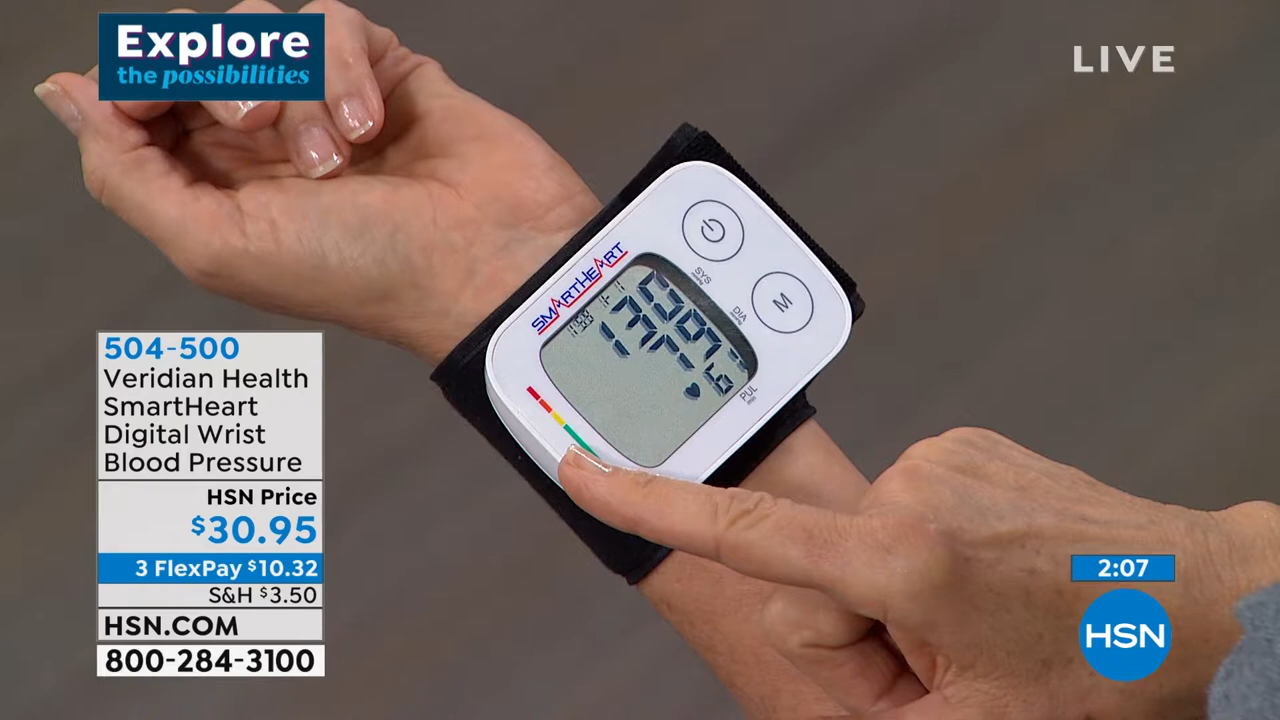 Explore
the possibilities
LIVE
SMARTHEART
SYS
DIA
PUL
min
M
504-500
Veridian Health
SmartHeart
Digital Wrist
Blood Pressure
HSN Price
$30.95
3 FlexPay $10.32
S&H $3.50
HSN.COM
800-284-3100
2:07
HSN